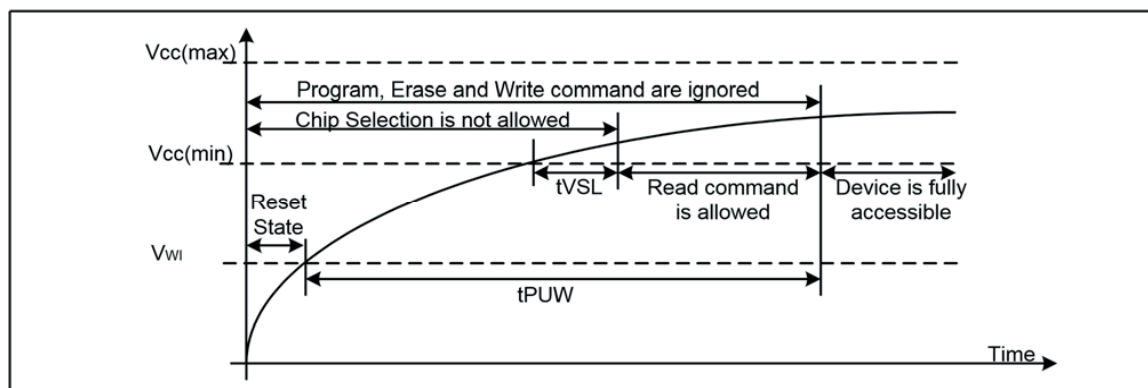 Vcc(max)
Program, Erase and Write command are ignored
Chip Selection is not allowed
Vcc(min)
tVSL
Read command
is allowed
Device is fully
accessible
Reset
State
VWI
tPUW
Time